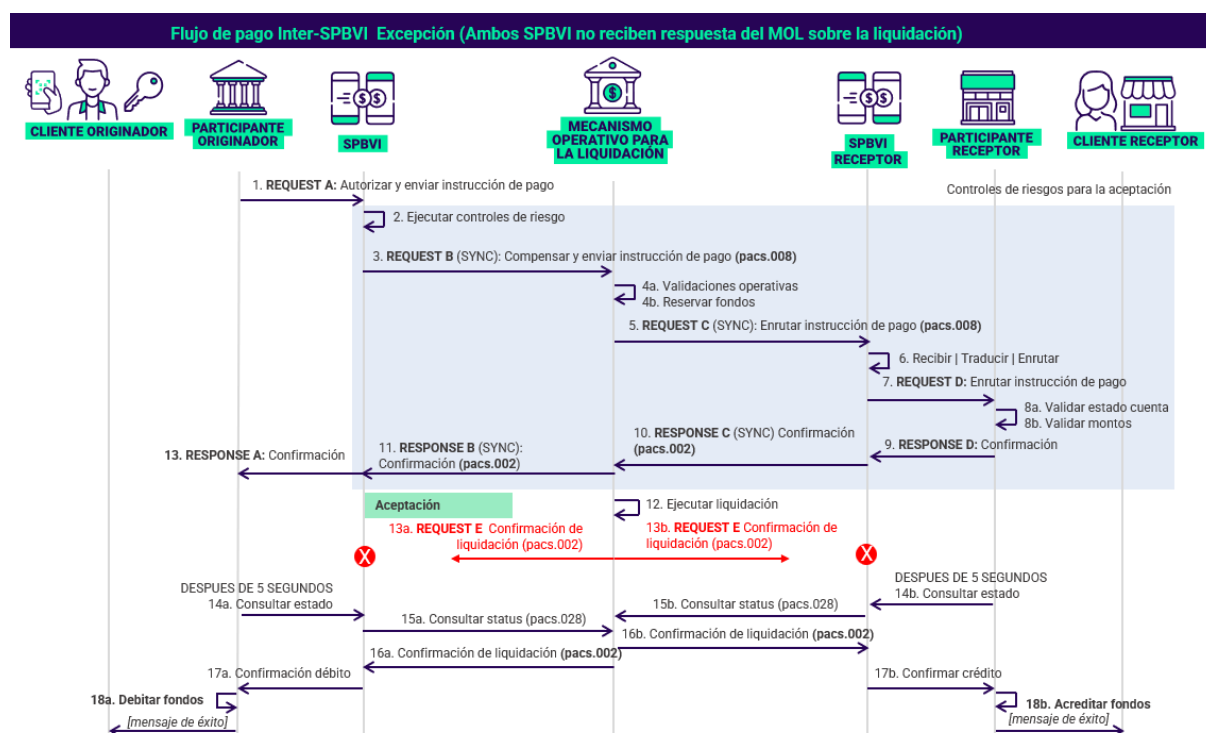 Flujo de pago Inter-SPBVI Excepción (Ambos SPBVI no reciben respuesta del MOL sobre la liquidación)
CLIENTE ORIGINADOR
PARTICIPANTE
ORIGINADOR
SPBVI
MECANISMO
OPERATIVO PARA
LA LIQUIDACIÓN
SPBVI
RECEPTOR
PARTICIPANTE
RECEPTOR
CLIENTE RECEPTOR
1. REQUEST A: Autorizar y enviar instrucción de pago
Controles de riesgos para la aceptación
2. Ejecutar controles de riesgo
3. REQUEST B (SYNC): Compensar y enviar instrucción de pago (pacs.008)
4a. Validaciones operativas
4b. Reservar fondos
5. REQUEST C (SYNC): Enrutar instrucción de pago (pacs.008)
6. Recibir | Traducir | Enrutar
7. REQUEST D: Enrutar instrucción de pago
8a. Validar estado cuenta
8b. Validar montos
9. RESPONSE D: Confirmación
10. RESPONSE C (SYNC) Confirmación
(pacs.002)
11. RESPONSE B (SYNC):
Confirmación (pacs.002)
13. RESPONSE A: Confirmación
Aceptación
12. Ejecutar liquidación
13a. REQUEST E Confirmación de
liquidación (pacs.002)
13b. REQUEST E Confirmación de
liquidación (pacs.002)
X
X
DESPUES DE 5 SEGUNDOS
14a. Consultar estado
DESPUES DE 5 SEGUNDOS
14b. Consultar estado
15a. Consultar status (pacs.028)
15b. Consultar status (pacs.028)
16b. Confirmación de liquidación (pacs.002)
16a. Confirmación de liquidación (pacs.002)
17a. Confirmación débito
17b. Confirmar crédito
18a. Debitar fondos
[mensaje de éxito]
18b. Acreditar fondos
[mensaje de éxito]